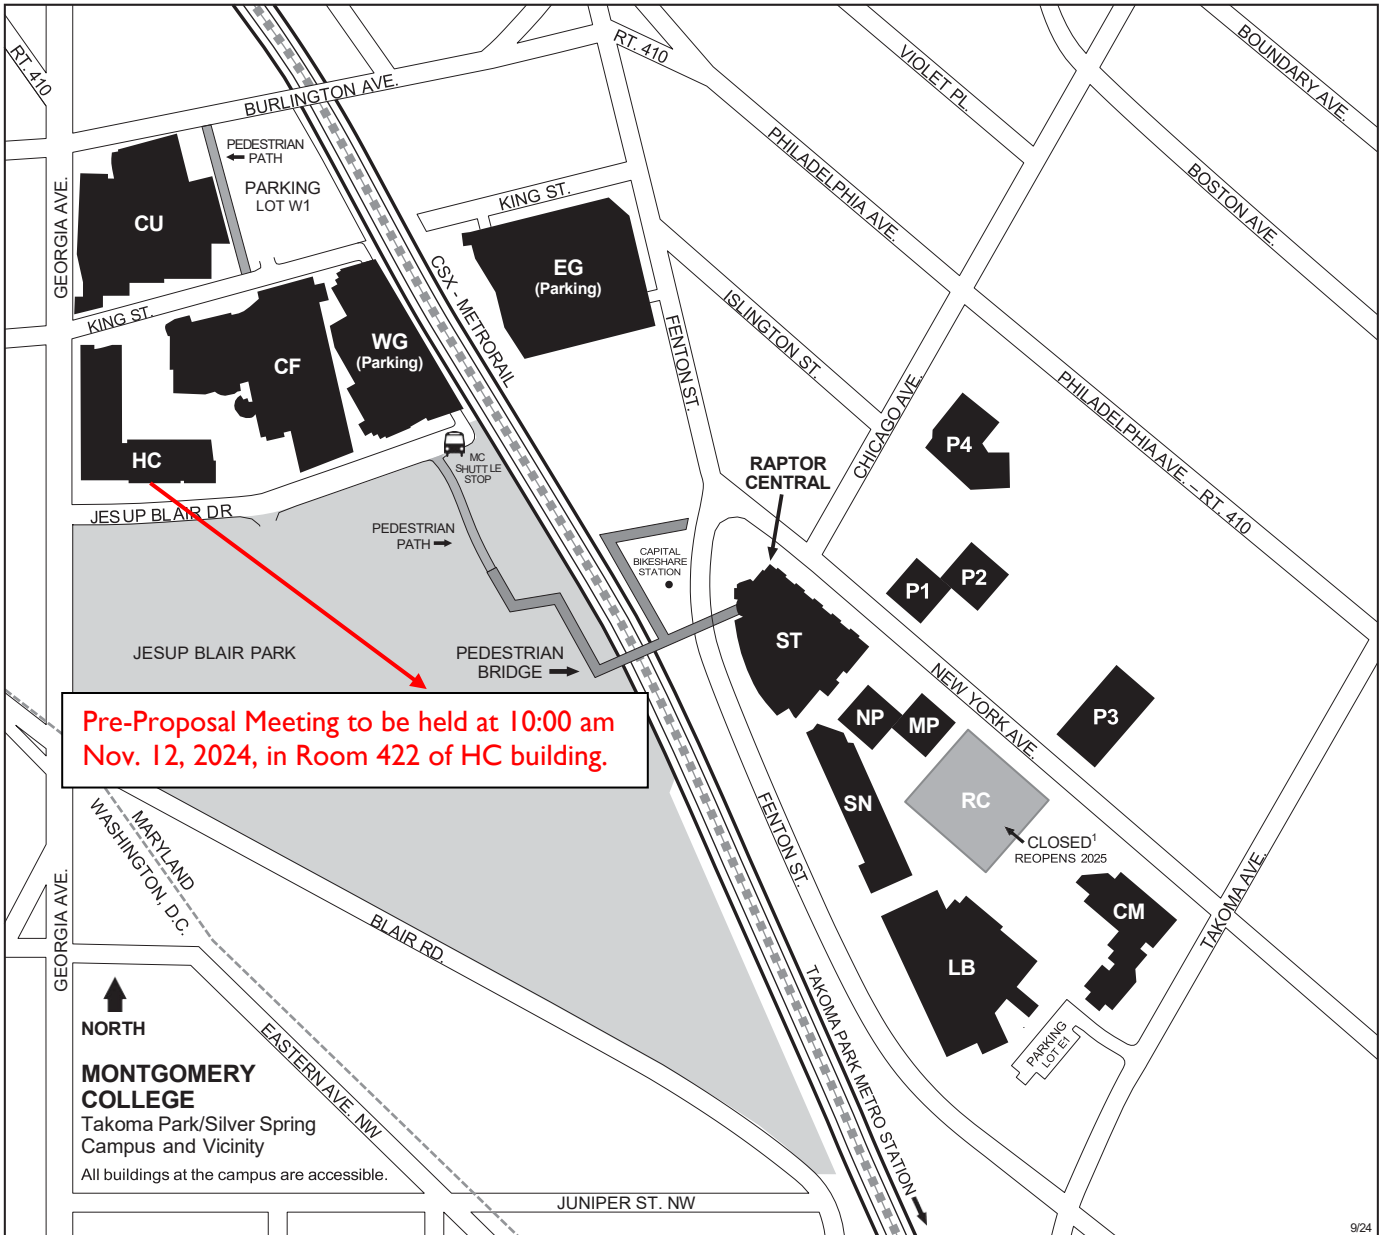 RT. 410
RT. 410
VIOLET PL.
BOUNDARY AVE.
BURLINGTON AVE.
PEDESTRIAN
PATH
PARKING
LOT W1
PHILADELPHIA AVE.
BOSTON AVE.
GEORGIA AVE.
CU
KING ST.
EG
(Parking)
CSX - METRORAIL
ISLINGTON ST.
KING ST.
FENTON ST.
WG
(Parking)
CF
CHICAGO AVE.
PHILADELPHIA AVE. – RT. 410
P4
HC
MC
SHUTTLE
STOP
RAPTOR
CENTRAL
JESUP BLAIR DR
PEDESTRIAN
PATH
CAPITAL
BIKESHARE
STATION
P1
P2
ST
JESUP BLAIR PARK
PEDESTRIAN
BRIDGE
NEW YORK AVE.
Pre-Proposal Meeting to be held at 10:00 am
Nov. 12, 2024, in Room 422 of HC building.
NP
MP
P3
SN
RC
CLOSED1
REOPENS 2025
MARYLAND
WASHINGTON, D.C.
FENTON ST.
GEORGIA AVE.
BLAIR RD.
CM
TAKOMA AVE.
LB
TAKOMA PARK METRO STATION
PARKING
LOT E1
NORTH
EASTERN AVE. NW
MONTGOMERY
COLLEGE
Takoma Park/Silver Spring
Campus and Vicinity
All buildings at the campus are accessible.
JUNIPER ST. NW
9/24